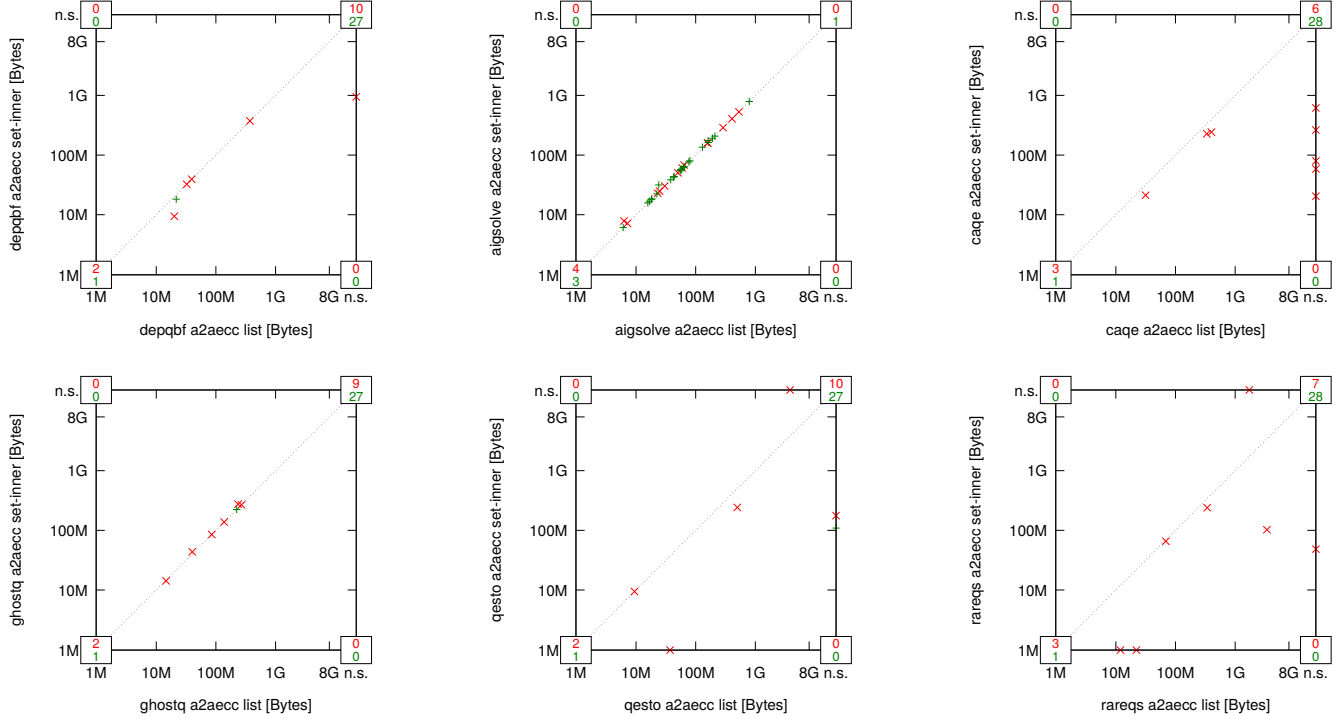 depqbf a2aecc set-inner [Bytes]
n.s.
8G
1G
100M
10M
1M
0
0
10
27
2
1
0
0
1M 10M 100M 1G 8G n.s.
depqbf a2aecc list [Bytes]
aigsolve a2aecc set-inner [Bytes]
n.s.
8G
1G
100M
10M
1M
0
0
0
1
4
3
0
0
1M 10M 100M 1G 8G n.s.
aigsolve a2aecc list [Bytes]
caqe a2aecc set-inner [Bytes]
n.s.
8G
1G
100M
10M
1M
0
0
6
28
3
1
0
0
1M 10M 100M 1G 8G n.s.
caqe a2aecc list [Bytes]
ghostq a2aecc set-inner [Bytes]
n.s.
8G
1G
100M
10M
1M
0
0
9
27
2
1
0
0
1M 10M 100M 1G 8G n.s.
ghostq a2aecc list [Bytes]
qesto a2aecc set-inner [Bytes]
n.s.
8G
1G
100M
10M
1M
0
0
10
27
2
1
0
0
1M 10M 100M 1G 8G n.s.
qesto a2aecc list [Bytes]
rareqs a2aecc set-inner [Bytes]
n.s.
8G
1G
100M
10M
1M
0
0
7
28
3
1
0
0
1M 10M 100M 1G 8G n.s.
rareqs a2aecc list [Bytes]